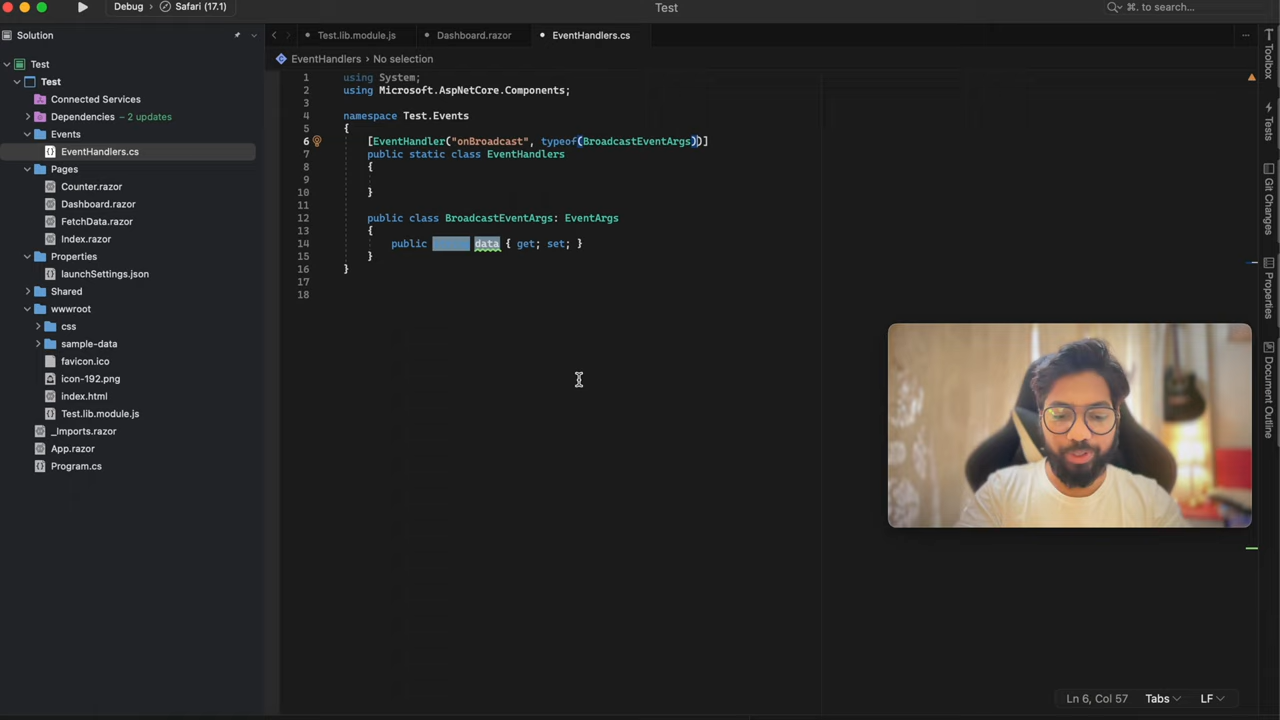 Debug > Safari (17.1)
Test
⌘. to search...
Solution
Test.lib.module.js
Dashboard.razor
EventHandlers.cs
EventHandlers > No selection
Test
Test
Connected Services
Dependencies – 2 updates
Events
EventHandlers.cs
Pages
Counter.razor
Dashboard.razor
FetchData.razor
Index.razor
Properties
launchSettings.json
Shared
wwwroot
css
sample-data
favicon.ico
icon-192.png
index.html
Test.lib.module.js
_Imports.razor
App.razor
Program.cs
1 using System;
2 using Microsoft.AspNetCore.Components;
3
4 namespace Test.Events
5 {
6 [EventHandler("onBroadcast", typeof(BroadcastEventArgs))]
7 public static class EventHandlers
8 {
9
10 }
11
12 public class BroadcastEventArgs: EventArgs
13 {
14 public data { get; set; }
15 }
16 }
17
18
Toolbox
Tests
Git Changes
Properties
Document Outline
Ln 6, Col 57
Tabs
LF